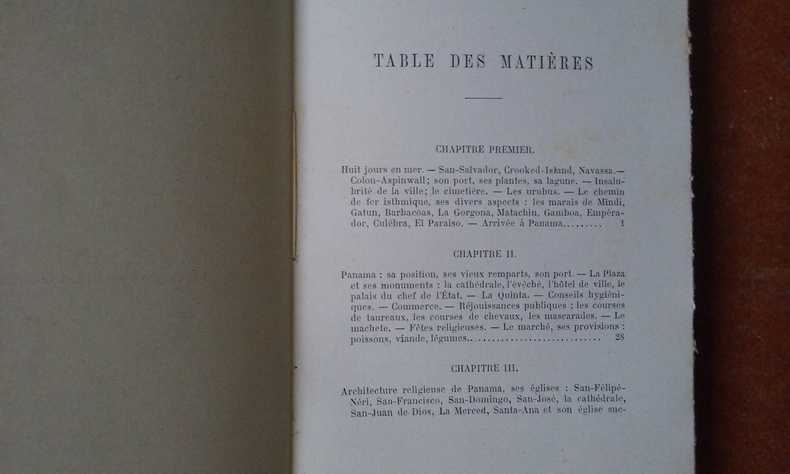 TABLE DES MATIÈRES
CHAPITRE PREMIER.
Huit jours en mer. — San-Salvador, Crooked-Island, Navassa. —
Colon-Aspinwall; son port, ses plantes, sa lagune. — Insalu-
brité de la ville; le cimetière. — Les urubus. — Le chemin
de fer isthmique, ses divers aspects : les marais de Mindi,
Gatun, Barbacoas, La Gorgona, Matachin, Gamboa, Empéra-
dor, Culébra, El Paraiso. — Arrivée à Panama......... 1
CHAPITRE II.
Panama : sa position, ses vieux remparts, son port. — La Plaza
et ses monuments : la cathédrale, l'évêché, l'hôtel de ville, le
palais du chef de l'État. — La Quinta. — Conseils hygiéni-
ques. — Commerce. — Réjouissances publiques ; les courses
de taureaux, les courses de chevaux, les mascarades. — Le
machete. — Fêtes religieuses. — Le marché, ses provisions :
poissons, viande, légumes............................. 28
CHAPITRE III.
Architecture religieuse de Panama, ses églises : San-Félipé-
Néri, San-Francisco, San-Domingo, San-José, la cathédrale,
San-Juan de Dios, La Merced, Santa-Ana et son église suc-